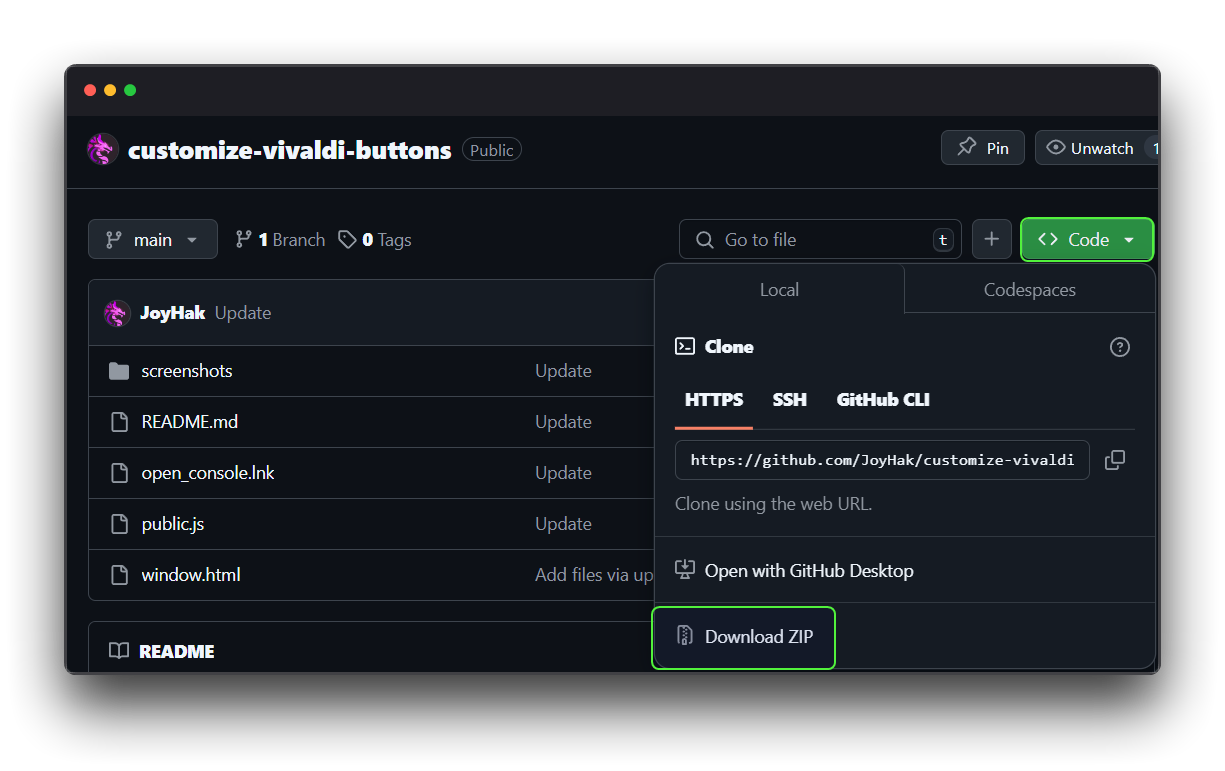 customize-vivaldi-buttons Public Pin Unwatch 1
main 1 Branch 0 Tags Go to file t Code
Local Codespaces
JoyHak Update
Clone
screenshots Update
HTTPS SSH GitHub CLI
README.md Update
https://github.com/JoyHak/customize-vivaldi
open_console.lnk Update
Clone using the web URL.
public.js Update
window.html Add files via up
Open with GitHub Desktop
Download ZIP
README